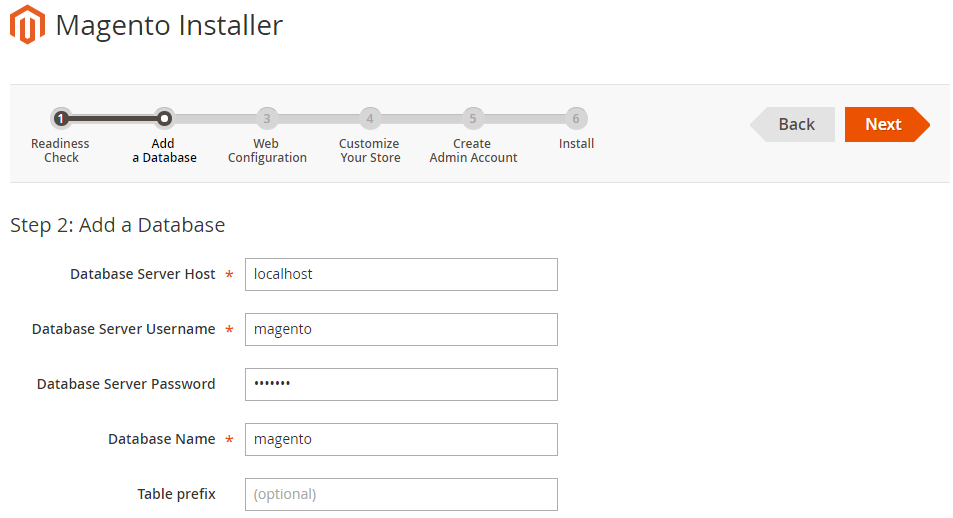 Magento Installer
1 3 4 5 6
Readiness Check
Add a Database
Web Configuration
Customize Your Store
Create Admin Account
Install
Back
Next
Step 2: Add a Database
Database Server Host *
localhost
Database Server Username *
magento
Database Server Password
•••••••
Database Name *
magento
Table prefix
(optional)